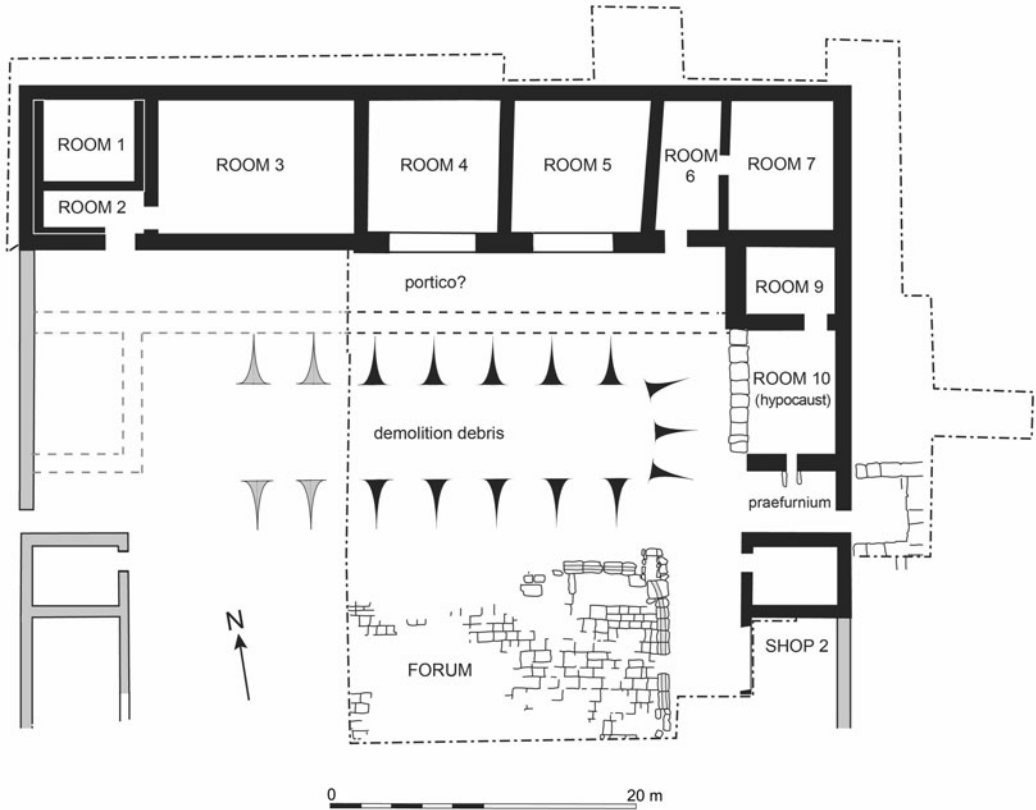 ROOM 1
ROOM 2
ROOM 3
ROOM 4
ROOM 5
ROOM
6
ROOM 7
portico?
ROOM 9
ROOM 10
(hypocaust)
demolition debris
praefurnium
N
FORUM
SHOP 2
0
20 m